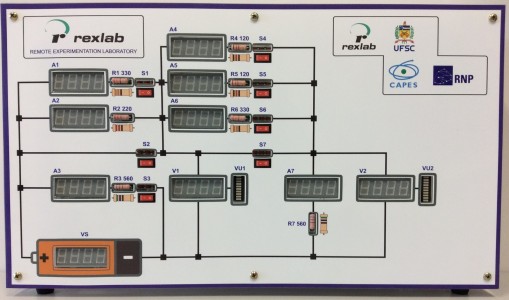 rexlab
REMOTE EXPERIMENTATION LABORATORY
rexlab
UFSC
CAPES
RNP
A4
R4 120
S4
A1
R1 330
S1
A5
R5 120
S5
A2
R2 220
A6
R6 330
S6
S2
S7
A3
R3 560
S3
V1
VU1
A7
V2
VU2
R7 560
VS
+
-